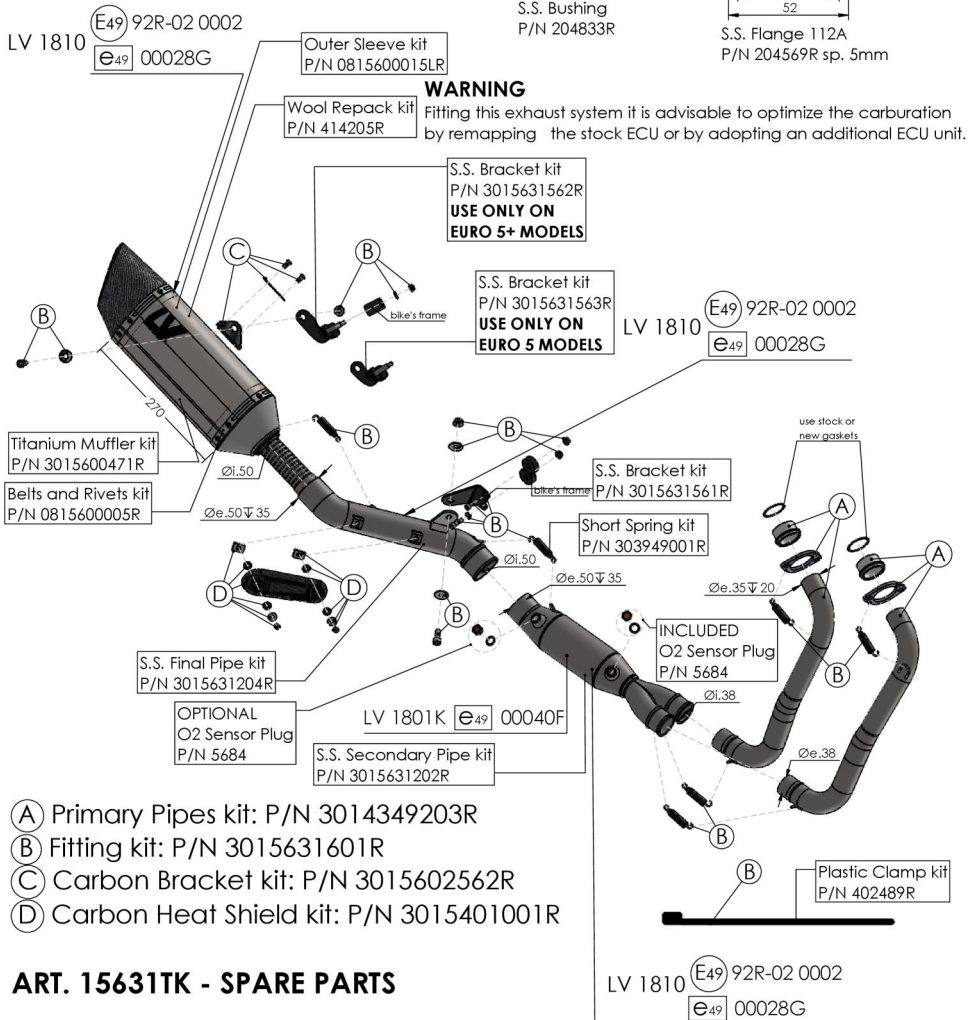 S.S. Bushing
P/N 204833R
52
S.S. Flange 112A
P/N 204569R sp. 5mm
LV 1810
E49 92R-02 0002
e49 00028G
Outer Sleeve kit
P/N 0815600015LR
Wool Repack kit
P/N 414205R
WARNING
Fitting this exhaust system it is advisable to optimize the carburation
by remapping the stock ECU or by adopting an additional ECU unit.
S.S. Bracket kit
P/N 3015631562R
USE ONLY ON
EURO 5+ MODELS
C
B
bike's frame
S.S. Bracket kit
P/N 3015631563R
USE ONLY ON
EURO 5 MODELS
LV 1810
E49 92R-02 0002
e49 00028G
B
270
Titanium Muffler kit
P/N 3015600471R
Belts and Rivets kit
P/N 0815600005R
Øi.50
Øe.50↧35
B
B
bike's frame
S.S. Bracket kit
P/N 3015631561R
B
Short Spring kit
P/N 303949001R
use stock or
new gaskets
A
A
Øi.50
Øe.50↧35
Øe.35↧20
D
D
B
INCLUDED
O2 Sensor Plug
P/N 5684
B
S.S. Final Pipe kit
P/N 3015631204R
Øi.38
OPTIONAL
O2 Sensor Plug
P/N 5684
LV 1801K e49 00040F
S.S. Secondary Pipe kit
P/N 3015631202R
Øe.38
B
A Primary Pipes kit: P/N 3014349203R
B Fitting kit: P/N 3015631601R
C Carbon Bracket kit: P/N 3015602562R
D Carbon Heat Shield kit: P/N 3015401001R
B
Plastic Clamp kit
P/N 402489R
ART. 15631TK - SPARE PARTS
LV 1810
E49 92R-02 0002
e49 00028G